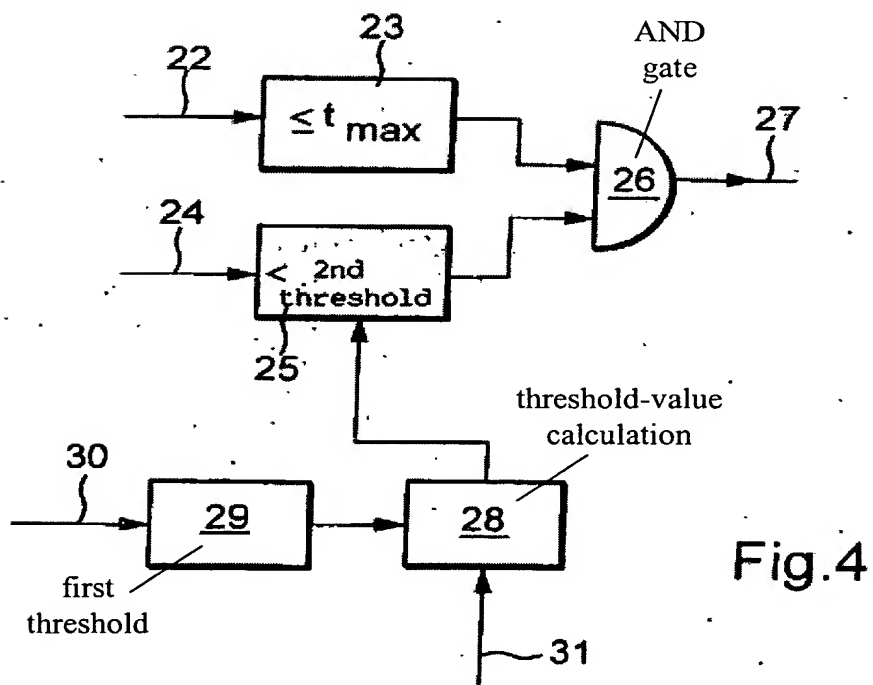 22
23
≤ t max
AND
gate
26
27
24
< 2nd
threshold
25
threshold-value
calculation
30
29
28
first
threshold
31
Fig.4